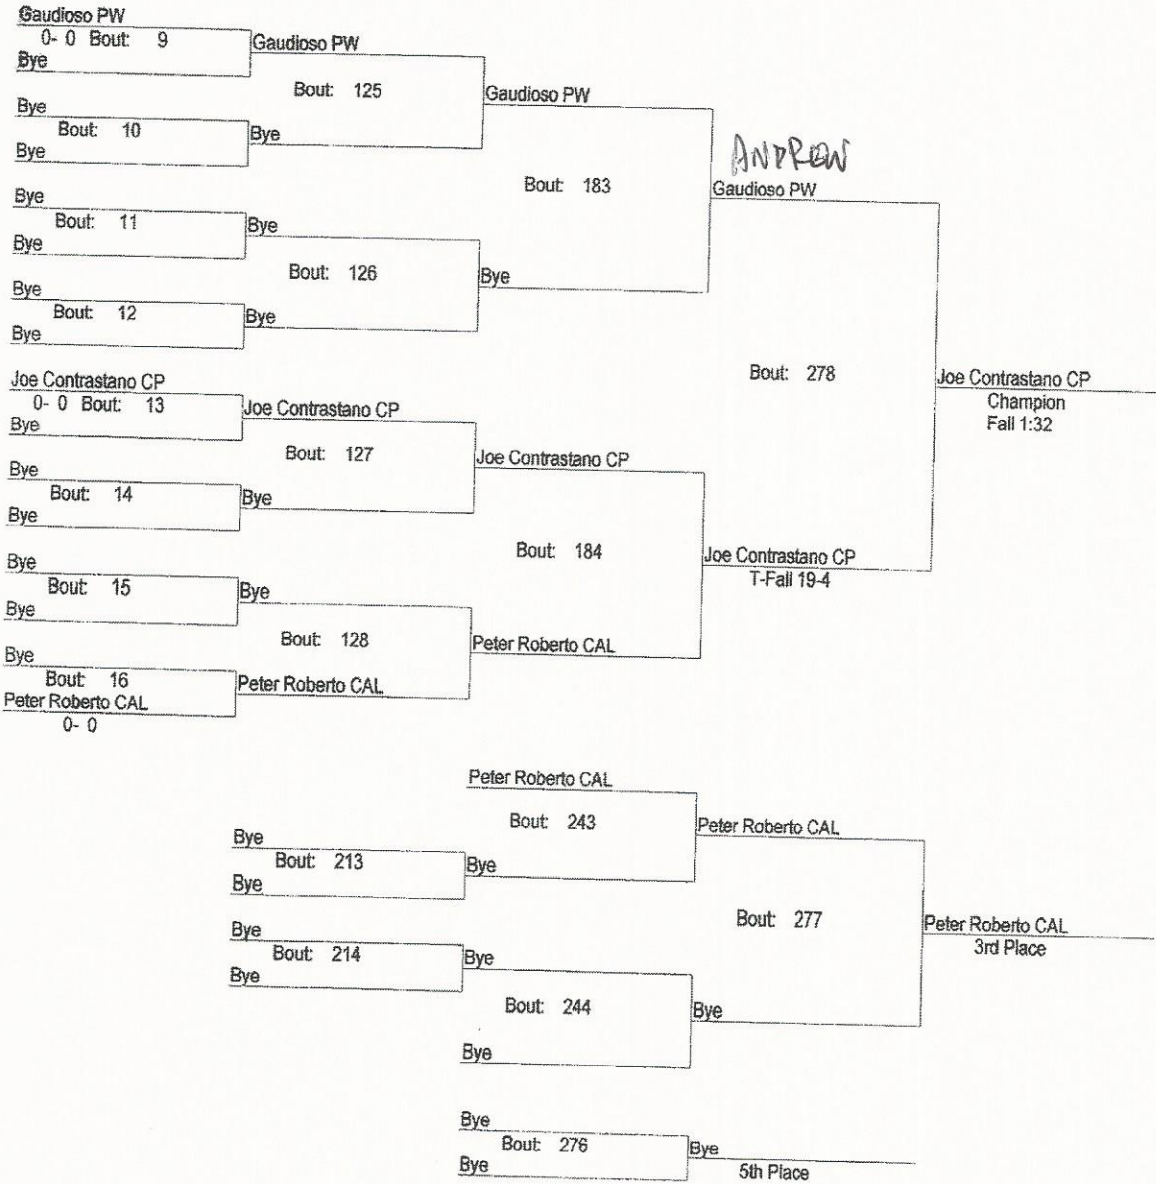 Gaudioso PW
0- 0 Bout: 9
Bye
Gaudioso PW
Bout: 125
Bye
Bout: 10
Bye
Bye
Gaudioso PW
Bout: 183
Bye
Bout: 11
Bye
Bye
Bout: 126
Bye
Bout: 12
Bye
Bye
Bye
ANDREW
Gaudioso PW
Bout: 278
Joe Contrastano CP
0- 0 Bout: 13
Bye
Joe Contrastano CP
Bout: 127
Bye
Bout: 14
Bye
Bye
Joe Contrastano CP
Bout: 184
Bye
Bout: 15
Bye
Bye
Bout: 128
Bye
Bout: 16
Peter Roberto CAL
0- 0
Peter Roberto CAL
Peter Roberto CAL
Joe Contrastano CP
T-Fall 19-4
Joe Contrastano CP
Champion
Fall 1:32
Peter Roberto CAL
Bout: 243
Bye
Bout: 213
Bye
Bye
Peter Roberto CAL
Bout: 277
Bye
Bout: 214
Bye
Bye
Bout: 244
Bye
Bye
Peter Roberto CAL
3rd Place
Bye
Bout: 276
Bye
Bye
5th Place